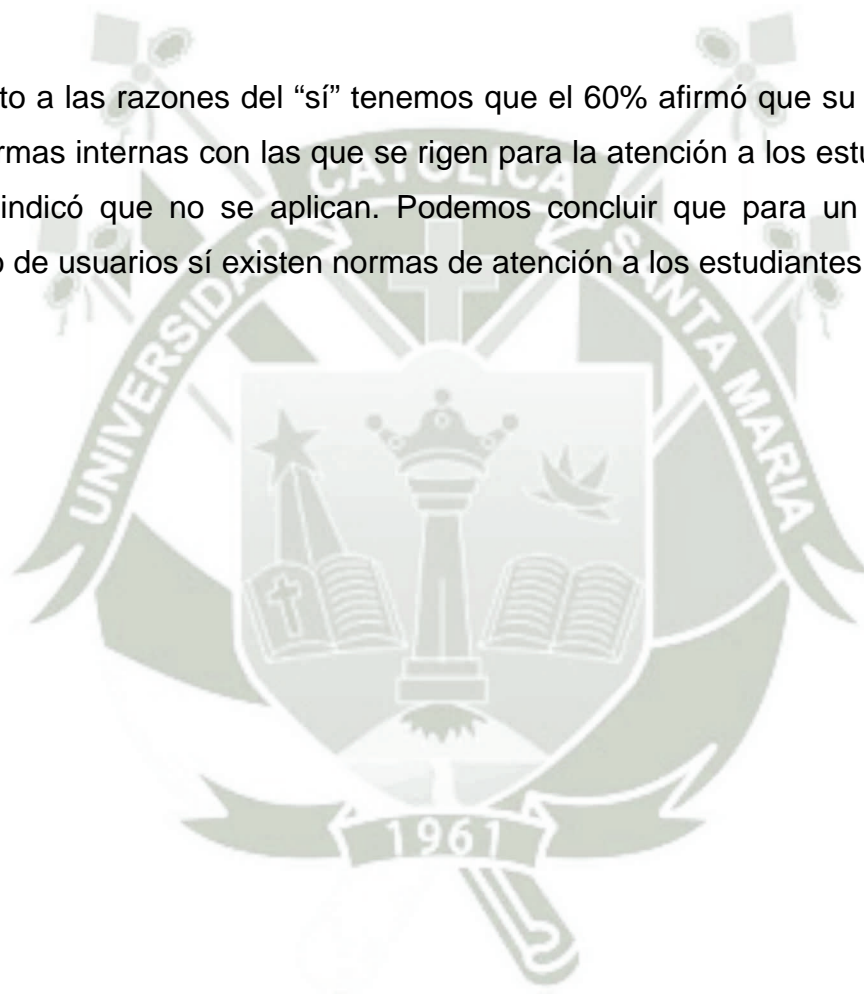 to a las razones del “sí” tenemos que el 60% afirmó que su
rmas internas con las que se rigen para la atención a los estu
indicó que no se aplican. Podemos concluir que para un
o de usuarios sí existen normas de atención a los estudiantes
UNIVERSIDAD CATOLICA SANTA MARIA
1961